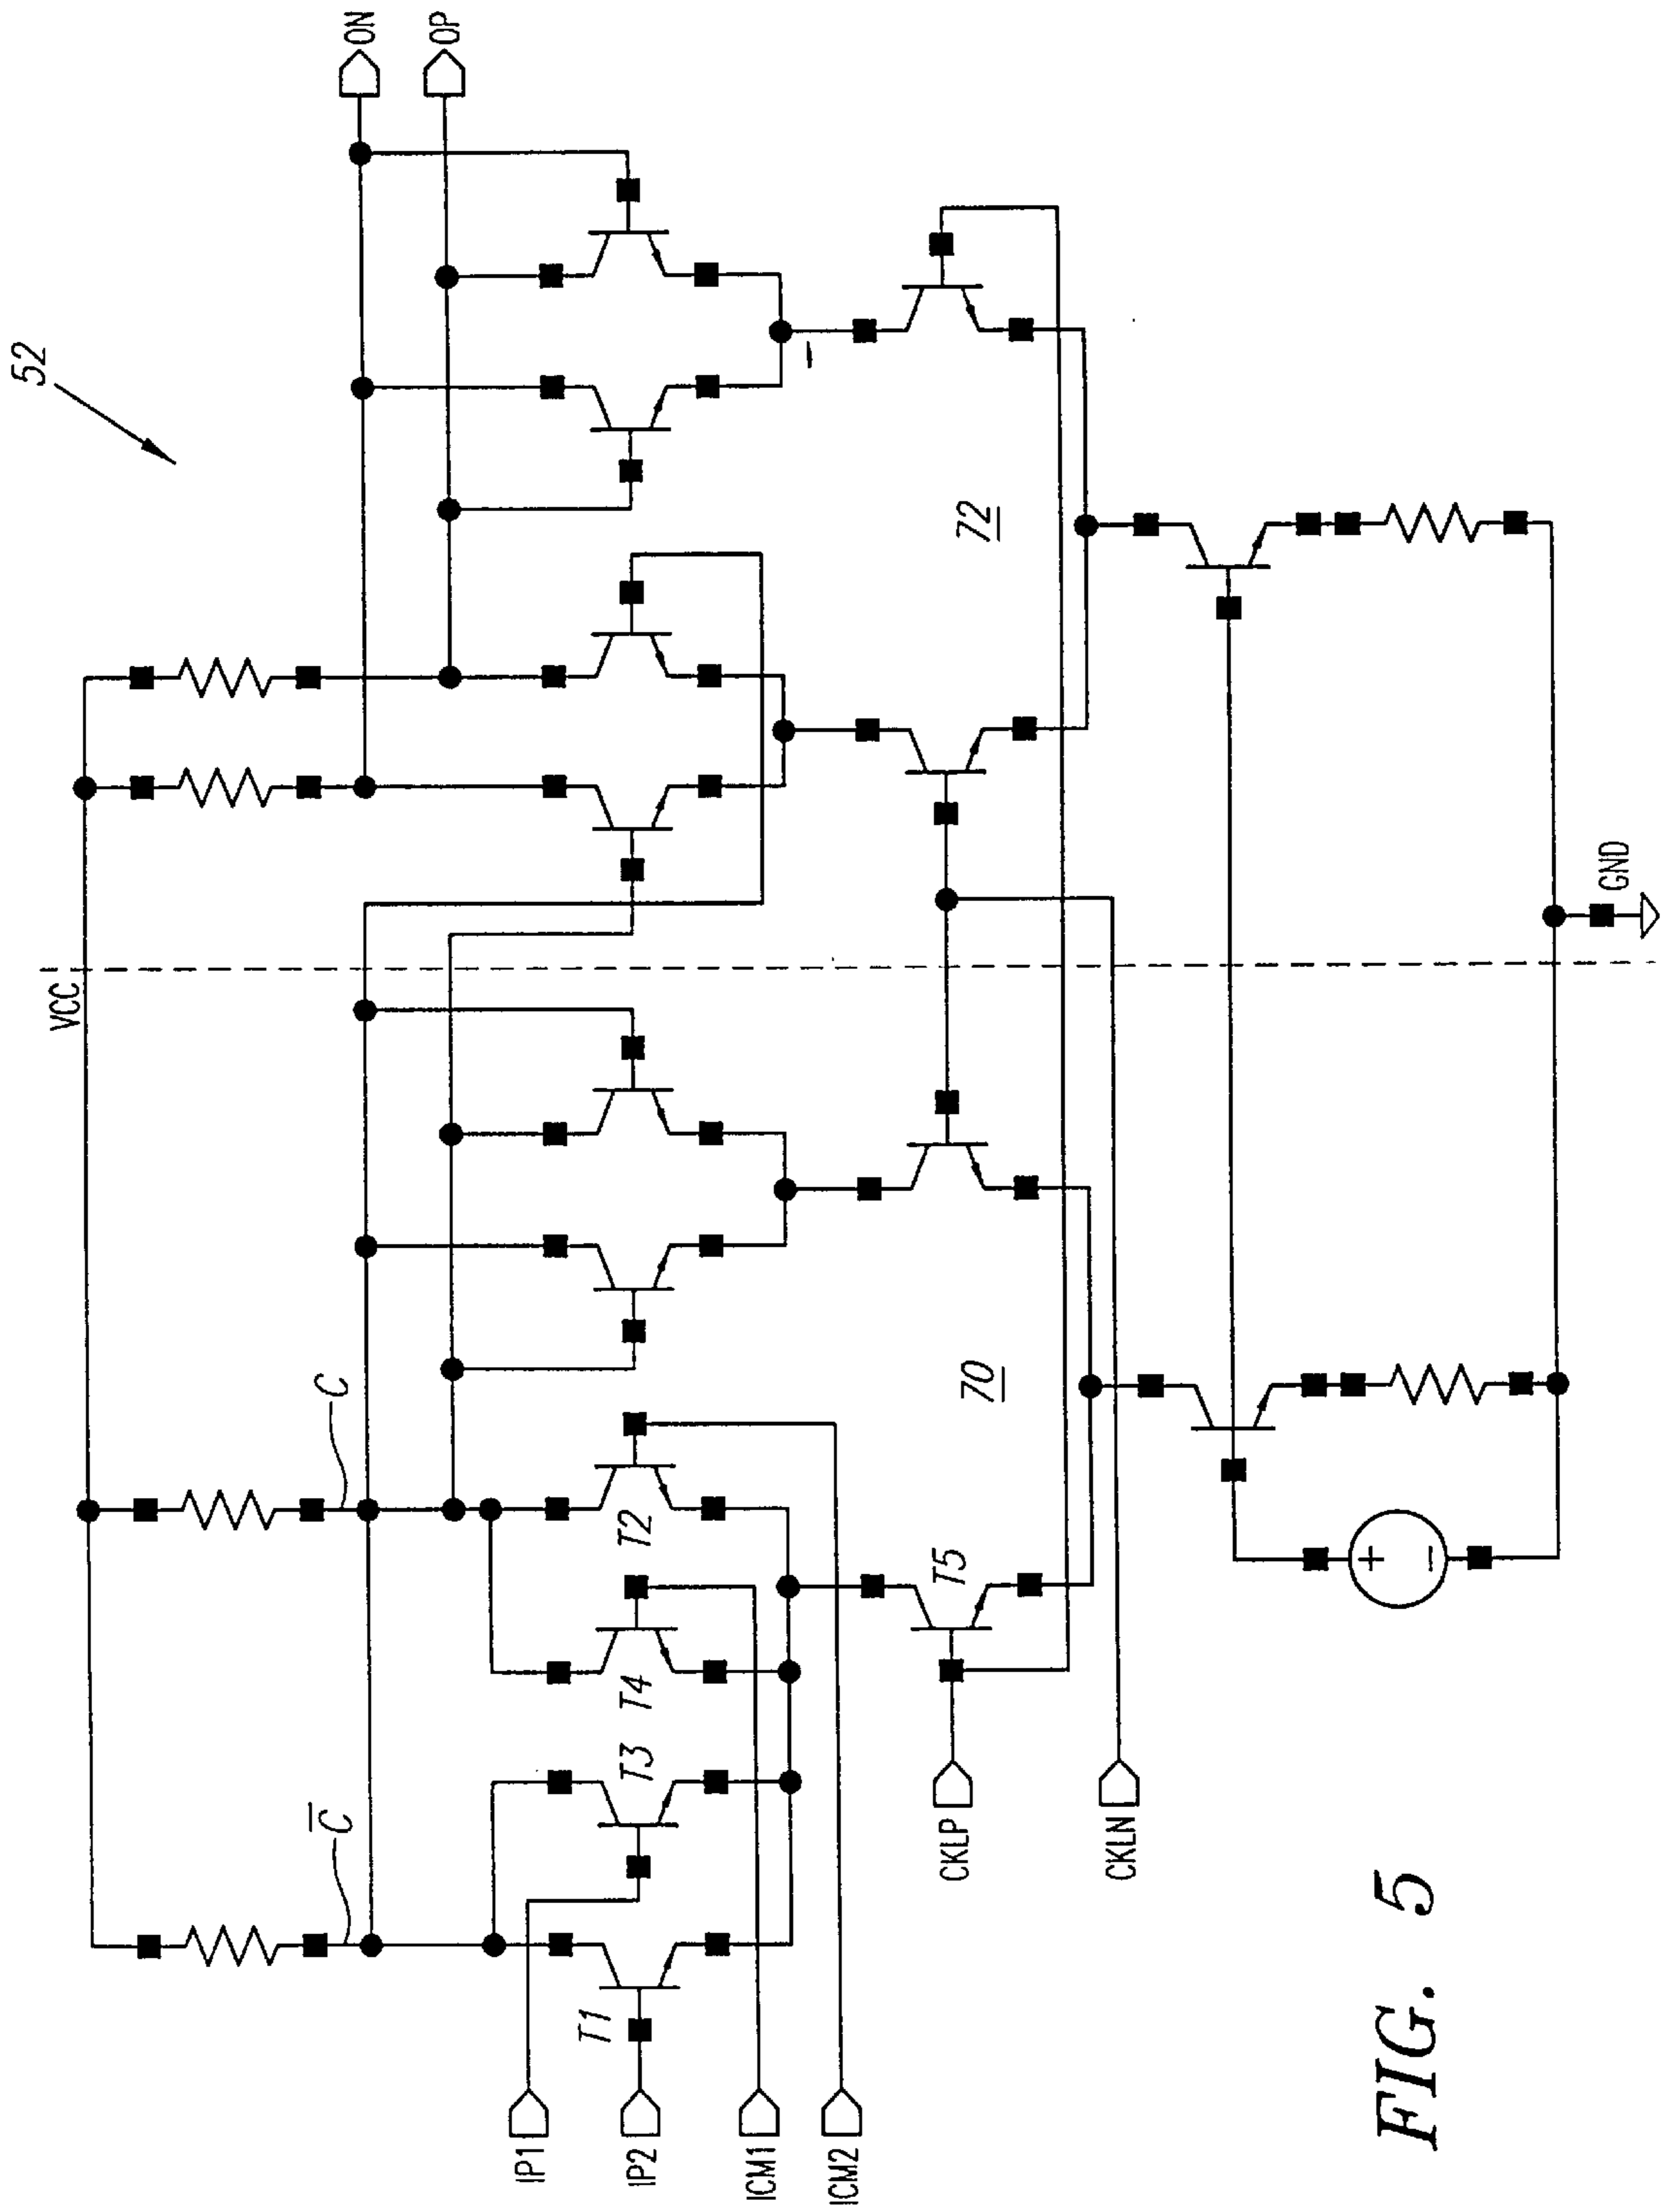 52
VCC
ON
OP
C̅
C
T1
T3
T4
T2
IP1
IP2
ICM1
ICM2
T5
70
72
CKLP
CKLN
+
−
GND
FIG. 5